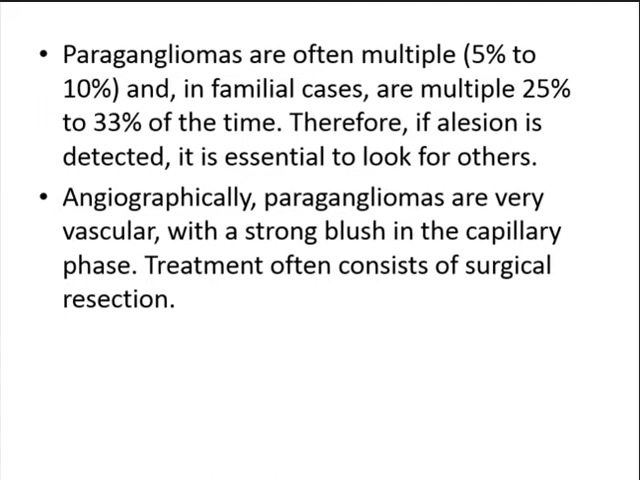 • Paragangliomas are often multiple (5% to
10%) and, in familial cases, are multiple 25%
to 33% of the time. Therefore, if alesion is
detected, it is essential to look for others.
• Angiographically, paragangliomas are very
vascular, with a strong blush in the capillary
phase. Treatment often consists of surgical
resection.